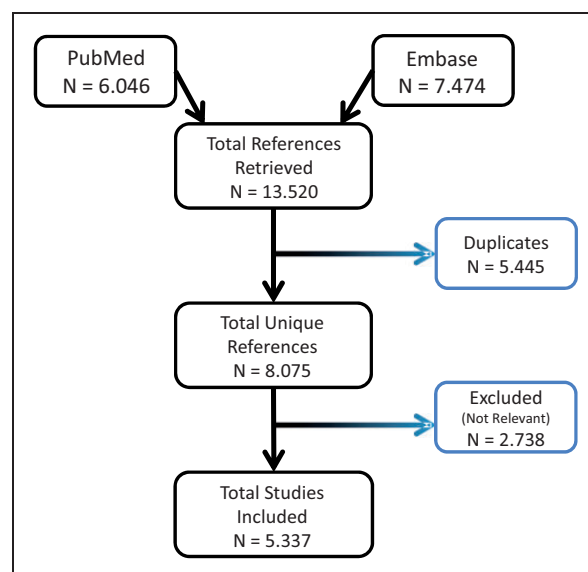 PubMed
N = 6.046
Embase
N = 7.474
Total References
Retrieved
N = 13.520
Duplicates
N = 5.445
Total Unique
References
N = 8.075
Excluded
(Not Relevant)
N = 2.738
Total Studies
Included
N = 5.337